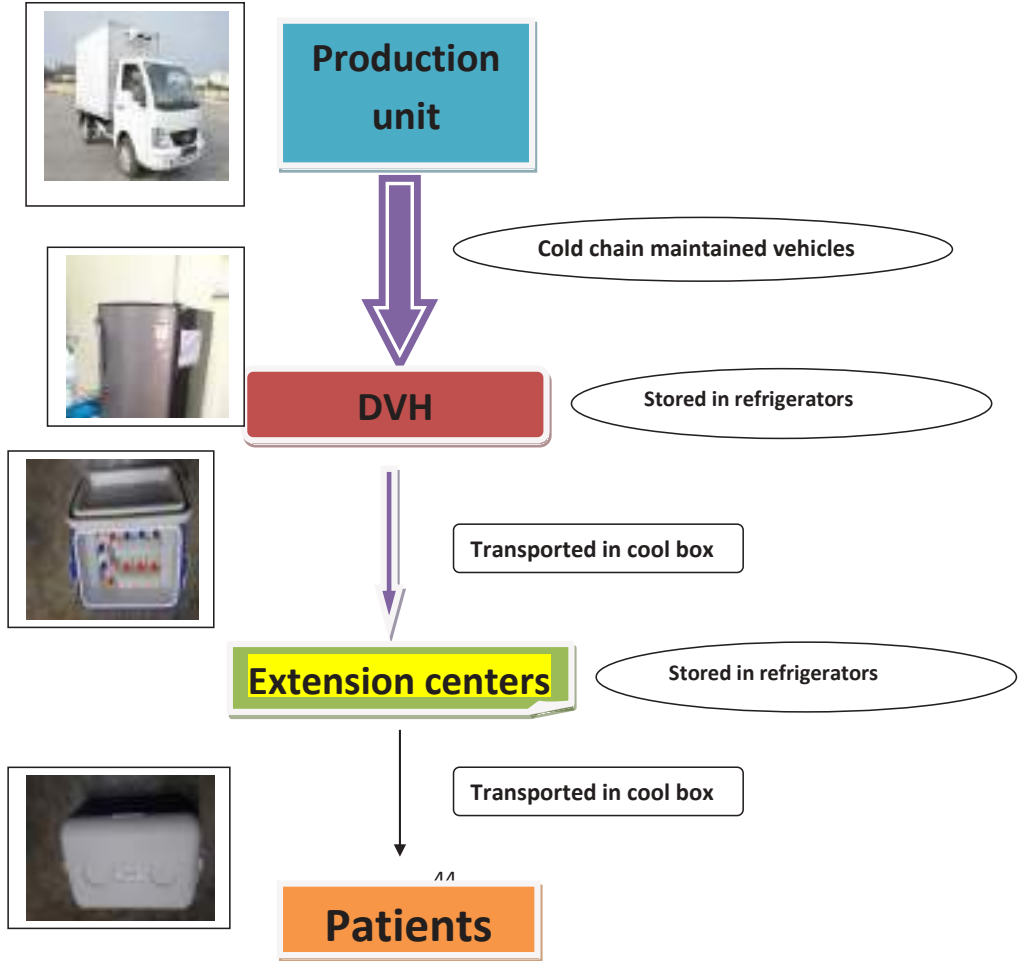 Production
unit
Cold chain maintained vehicles
DVH
Stored in refrigerators
Transported in cool box
Extension centers
Stored in refrigerators
Transported in cool box
44
Patients